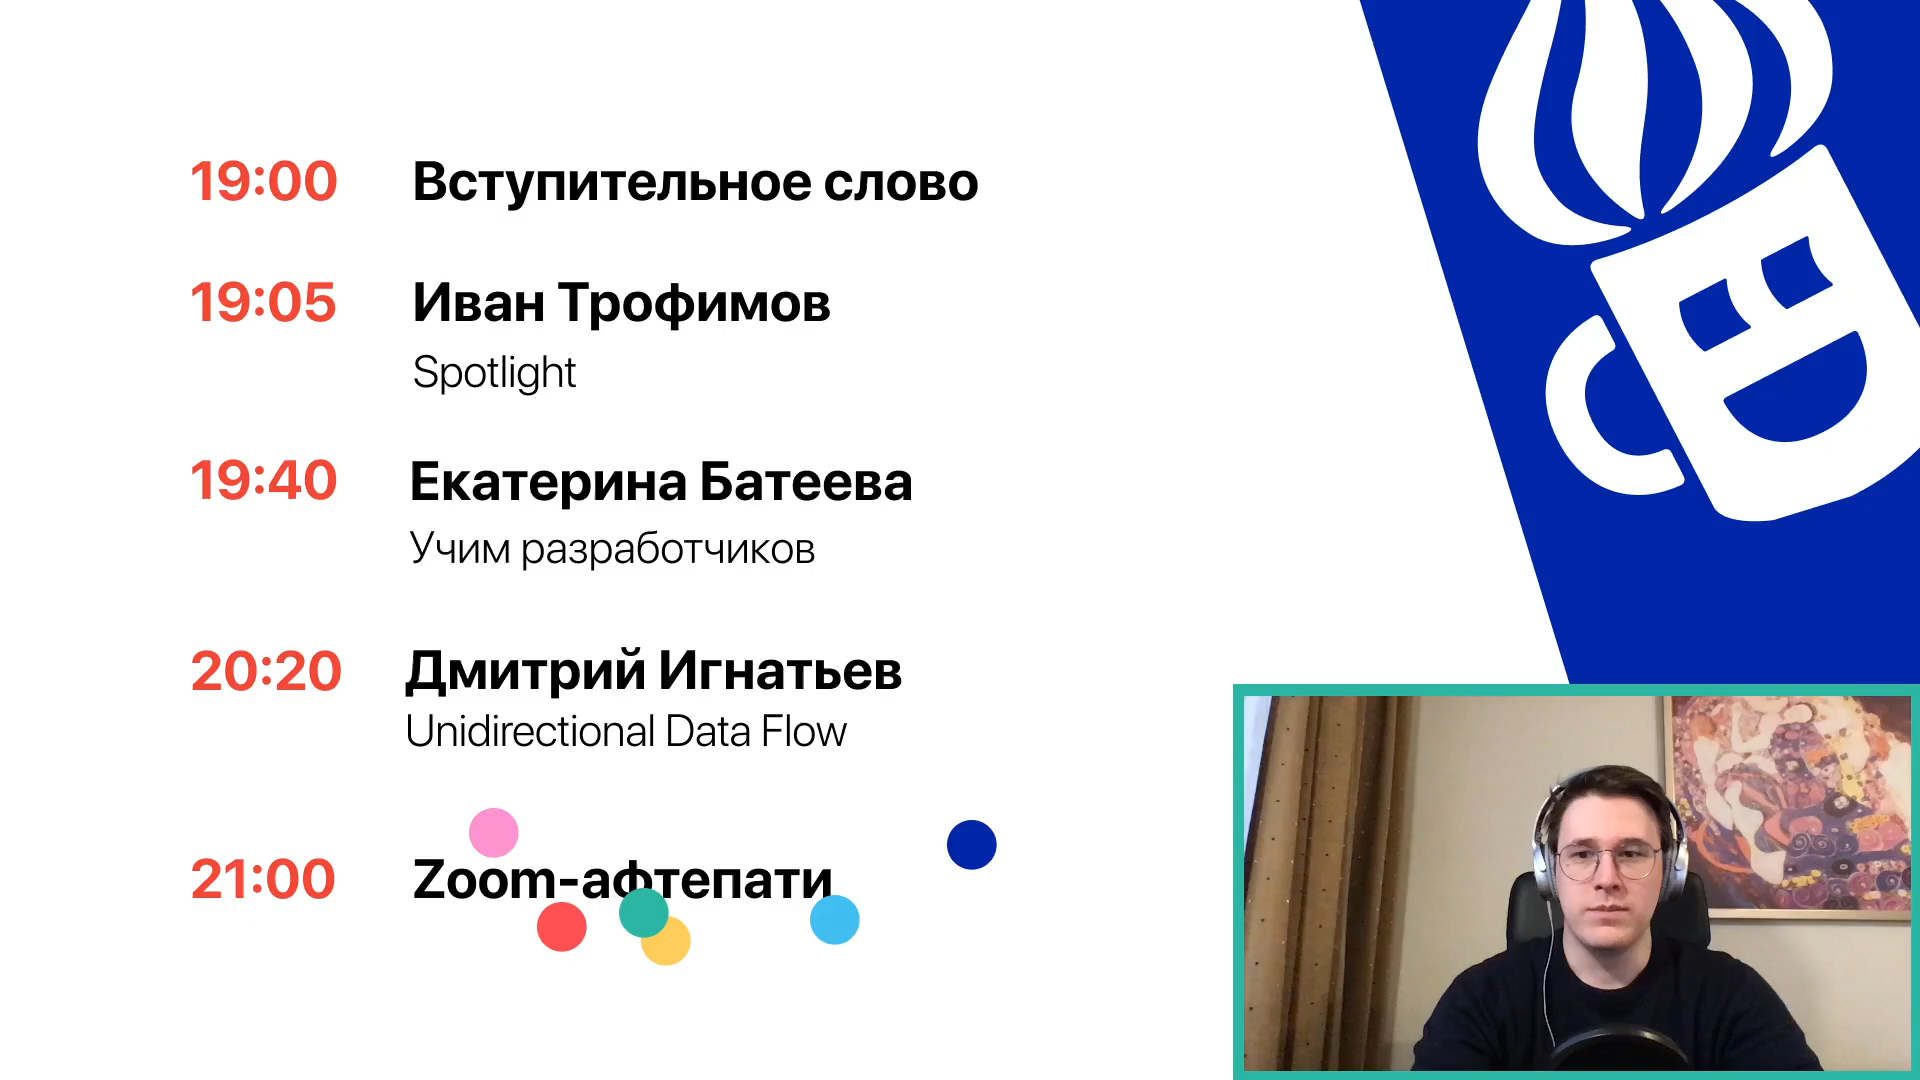 19:00 Вступительное слово
19:05 Иван Трофимов
Spotlight
19:40 Екатерина Батеева
Учим разработчиков
20:20 Дмитрий Игнатьев
Unidirectional Data Flow
21:00 Zoom-афтепати